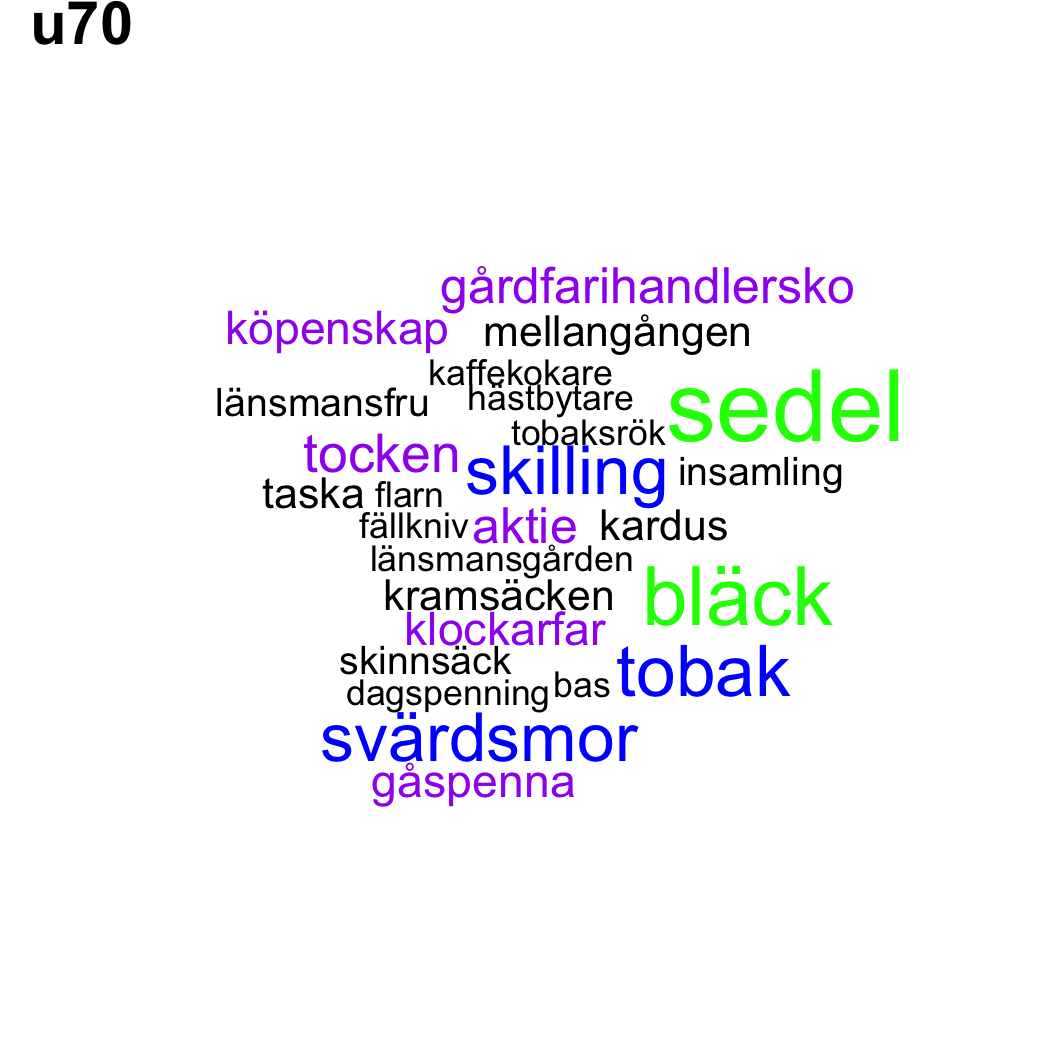 u70
gårdfarihandlersko
köpenskap mellangången
kaffekokare
länsmansfru hästbytare sedel
tobaksrök
tocken skilling insamling
taska flarn
fällkniv aktie kardus
länsmansgården
kramsäcken bläck
klockarfar
skinnsäck tobak
dagspenning bas
svärdsmor
gåspenna